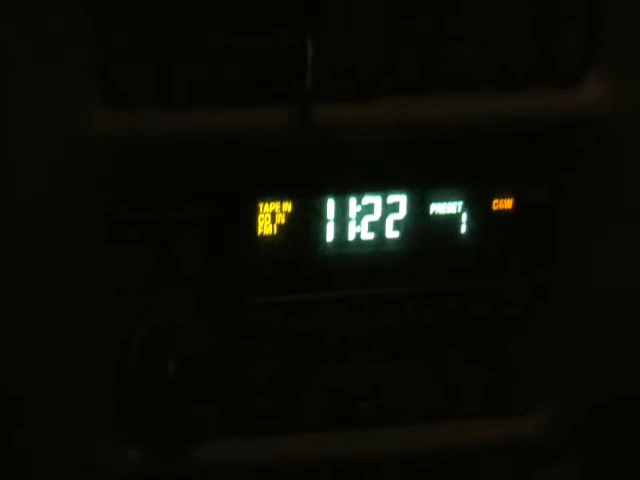 TAPE IN
CD IN
FM1
11:22
PRESET
1
C&W